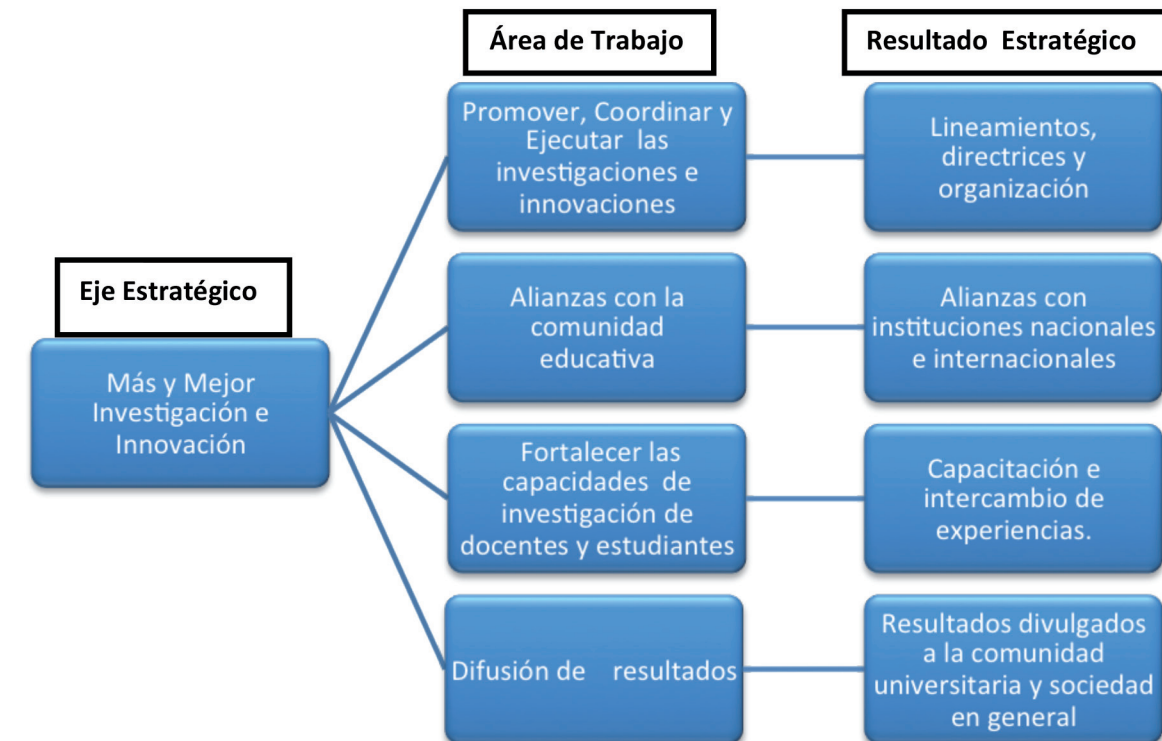 Área de Trabajo
Resultado Estratégico
Promover, Coordinar y
Ejecutar las
investigaciones e
innovaciones
Lineamientos,
directrices y
organización
Eje Estratégico
Más y Mejor
Investigación e
Innovación
Alianzas con la
comunidad
educativa
Alianzas con
instituciones nacionales
e internacionales
Fortalecer las
capacidades de
investigación de
docentes y estudiantes
Capacitación e
intercambio de
experiencias.
Difusión de resultados
Resultados divulgados
a la comunidad
universitaria y sociedad
en general